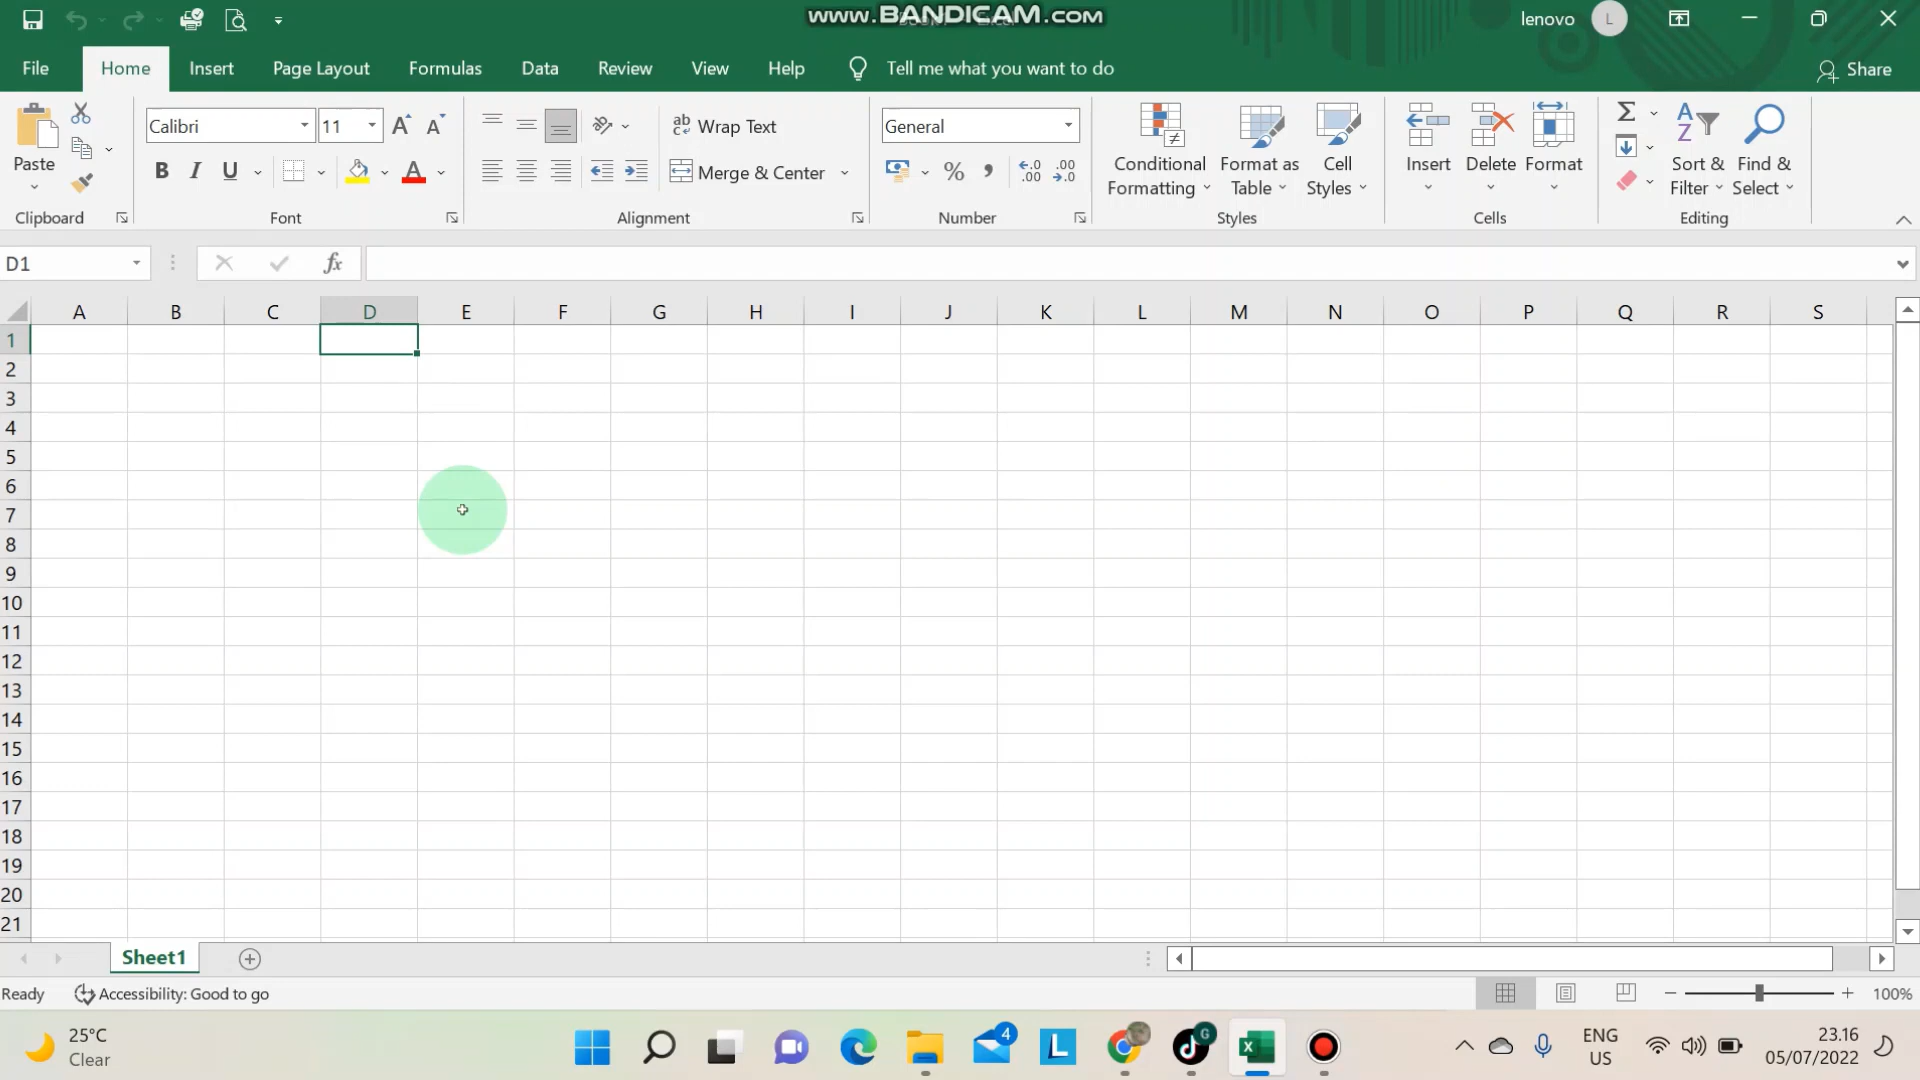 www.BANDICAM.com
lenovo
L
File
Home
Insert
Page Layout
Formulas
Data
Review
View
Help
Tell me what you want to do
Share
Paste
Clipboard
Calibri
11
B I U
Font
Wrap Text
Merge & Center
Alignment
General
Number
Conditional Formatting
Format as Table
Cell Styles
Styles
Insert
Delete
Format
Cells
Sort & Filter
Find & Select
Editing
D1
fx
A B C D E F G H I J K L M N O P Q R S
1
2
3
4
5
6
7
8
9
10
11
12
13
14
15
16
17
18
19
20
21
Sheet1
Ready
Accessibility: Good to go
100%
25°C
Clear
4
L
G
ENG
US
23.16
05/07/2022